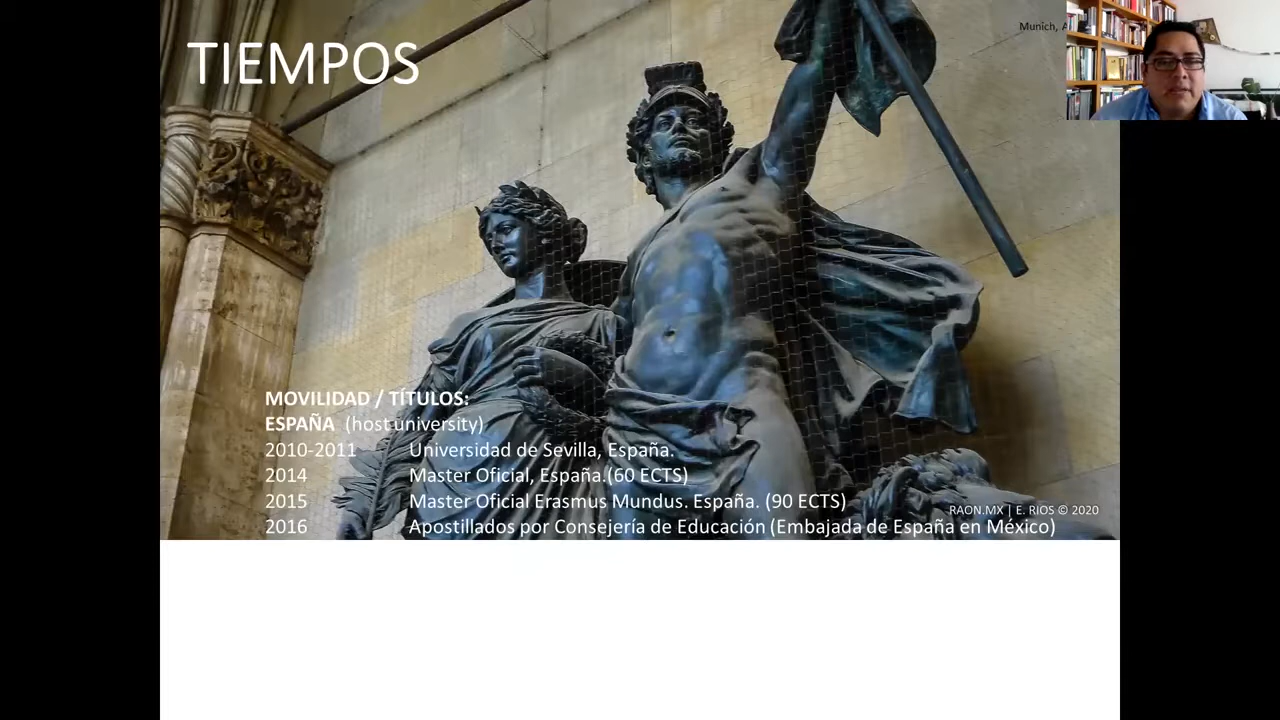 TIEMPOS
Munich,
MOVILIDAD / TÍTULOS:
ESPAÑA (host university)
2010-2011 Universidad de Sevilla, España.
2014 Master Oficial, España.(60 ECTS)
2015 Master Oficial Erasmus Mundus. España. (90 ECTS)
RAON.MX | E. RIOS © 2020
2016 Apostillados por Consejería de Educación (Embajada de España en México)